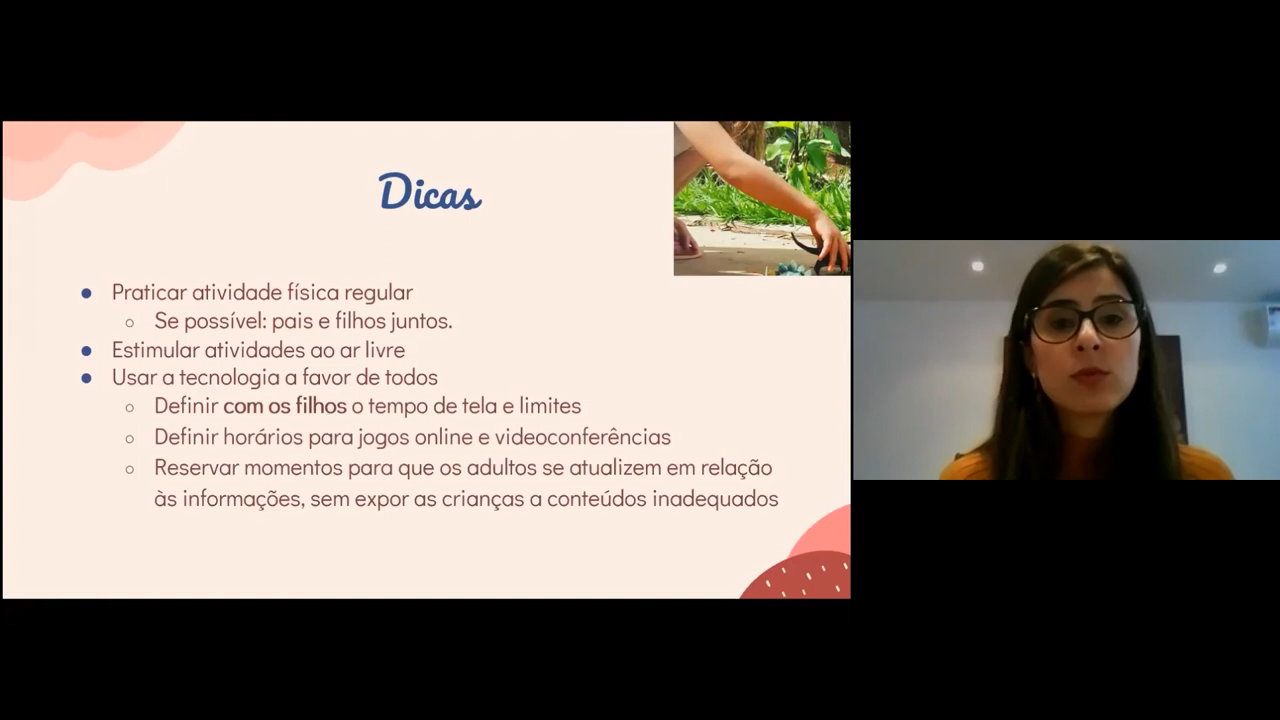 Dicas
Praticar atividade física regular
Se possível: pais e filhos juntos.
Estimular atividades ao ar livre
Usar a tecnologia a favor de todos
Definir com os filhos o tempo de tela e limites
Definir horários para jogos online e videoconferências
Reservar momentos para que os adultos se atualizem em relação
às informações, sem expor as crianças a conteúdos inadequados